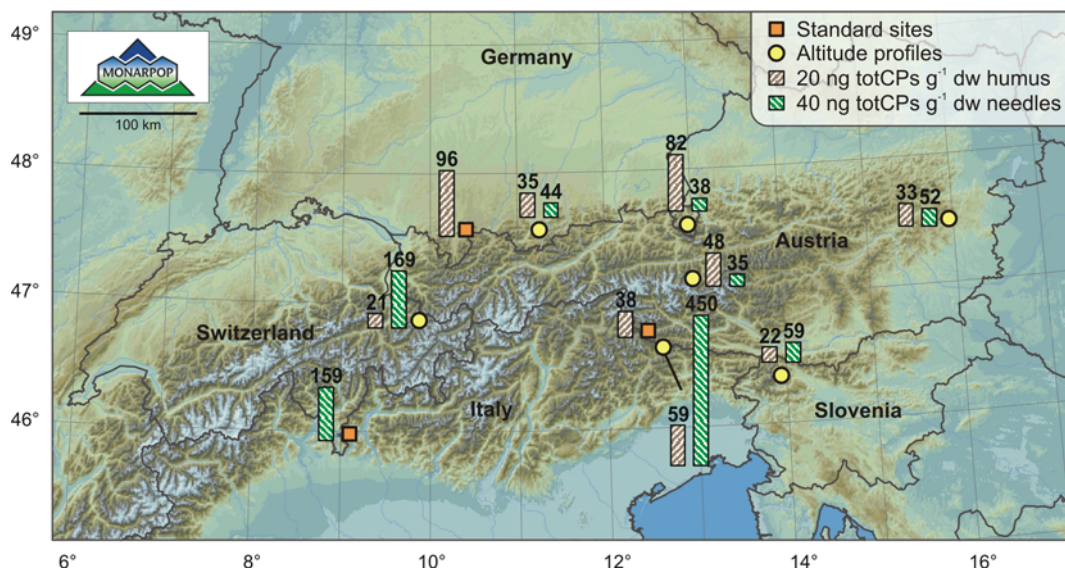 49°
48°
47°
46°
MONARPOP
100 km
Germany
Standard sites
Altitude profiles
20 ng totCPs g⁻¹ dw humus
40 ng totCPs g⁻¹ dw needles
96
35
44
82
38
33
52
Austria
48
35
169
21
Switzerland
38
450
22
59
159
Italy
59
Slovenia
6°
8°
10°
12°
14°
16°